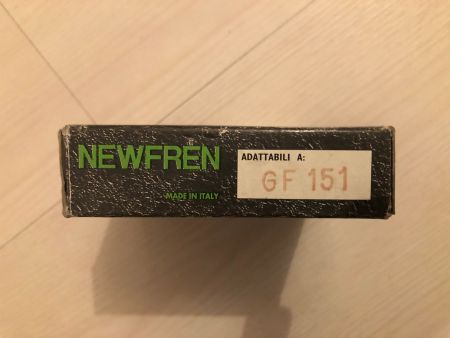 NEWFREN
MADE IN ITALY
ADATTABILI A:
GF 151